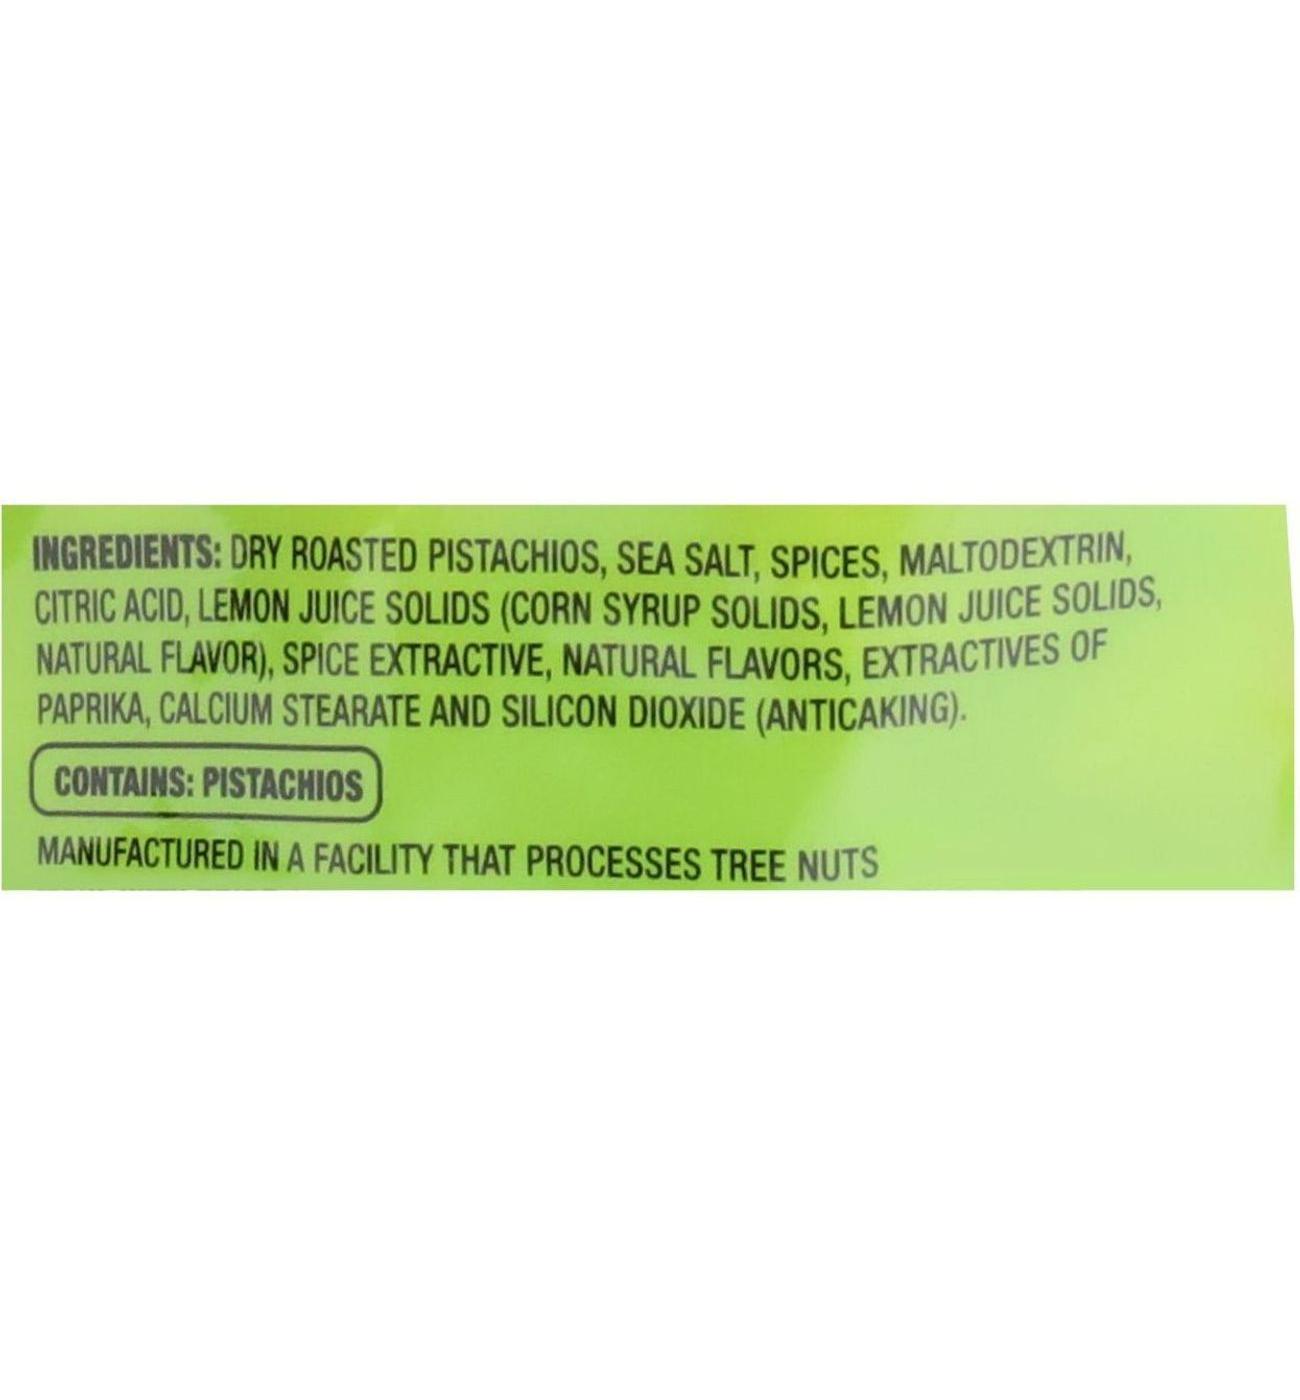 INGREDIENTS: DRY ROASTED PISTACHIOS, SEA SALT, SPICES, MALTODEXTRIN,
CITRIC ACID, LEMON JUICE SOLIDS (CORN SYRUP SOLIDS, LEMON JUICE SOLIDS,
NATURAL FLAVOR), SPICE EXTRACTIVE, NATURAL FLAVORS, EXTRACTIVES OF
PAPRIKA, CALCIUM STEARATE AND SILICON DIOXIDE (ANTICAKING).
CONTAINS: PISTACHIOS
MANUFACTURED IN A FACILITY THAT PROCESSES TREE NUTS